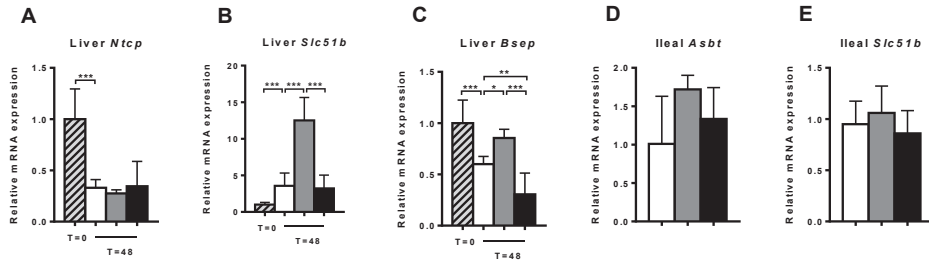 A
Liver Ntcp
Relative mRNA expression
1.5
1.0
0.5
0.0
***
T=0
T=48
B
Liver Slc51b
Relative mRNA expression
20
15
10
5
0
*** *** ***
T=0
T=48
C
Liver Bsep
Relative mRNA expression
1.5
1.0
0.5
0.0
**
*** * ***
T=0
T=48
D
Ileal Asbt
Relative mRNA expression
2.0
1.5
1.0
0.5
0.0
E
Ileal Slc51b
Relative mRNA expression
1.5
1.0
0.5
0.0